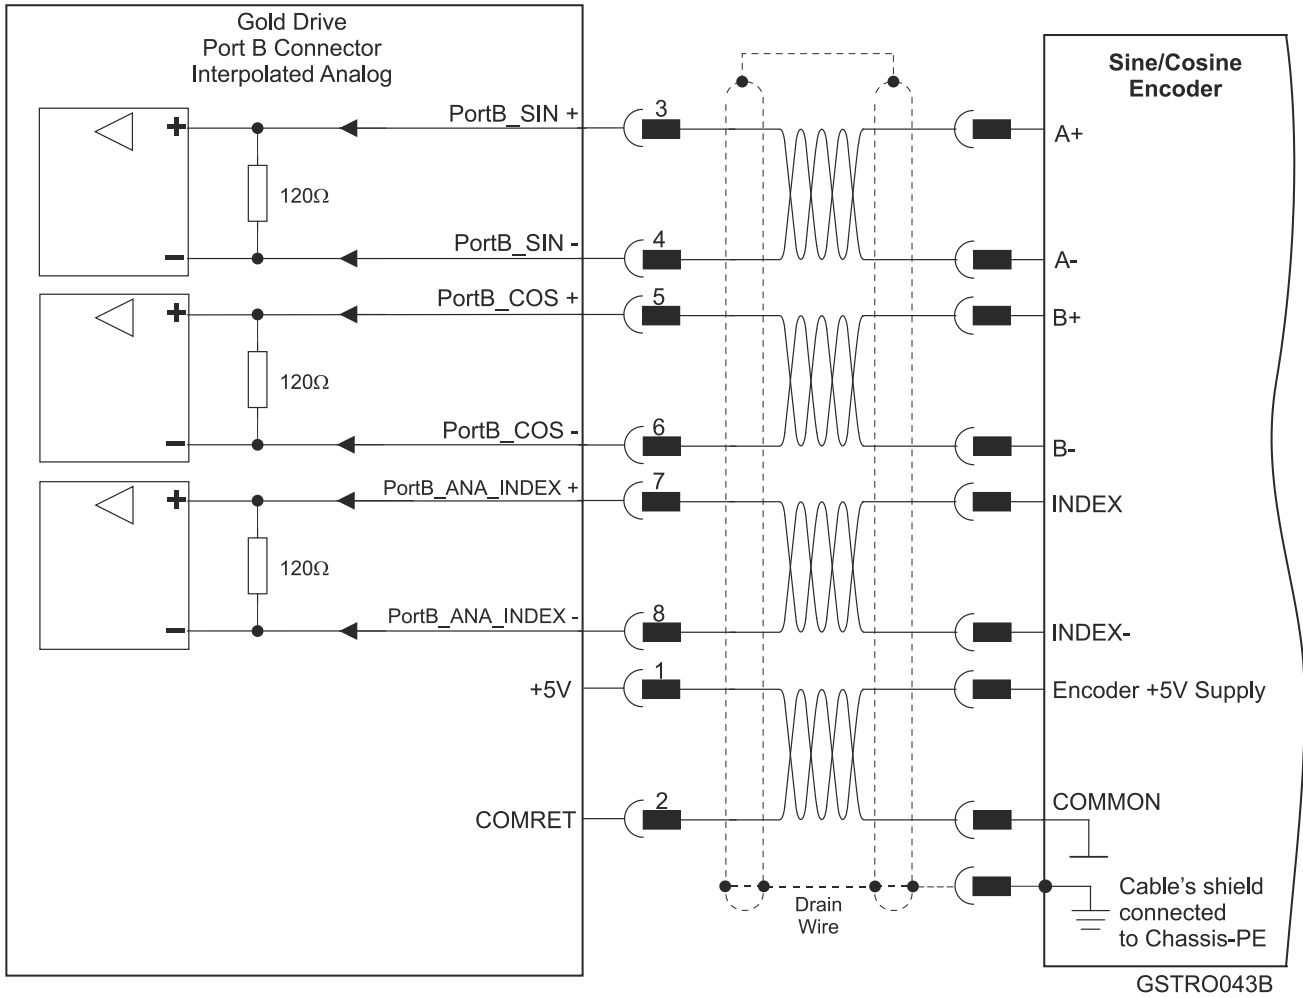 Gold Drive
Port B Connector
Interpolated Analog
Sine/Cosine
Encoder
+ PortB_SIN + 3 A+
120Ω
- PortB_SIN - 4 A-
+ PortB_COS + 5 B+
120Ω
- PortB_COS - 6 B-
+ PortB_ANA_INDEX + 7 INDEX
120Ω
- PortB_ANA_INDEX - 8 INDEX-
+5V 1 Encoder +5V Supply
COMRET 2 COMMON
Drain
Wire
Cable's shield
connected
to Chassis-PE
GSTRO043B